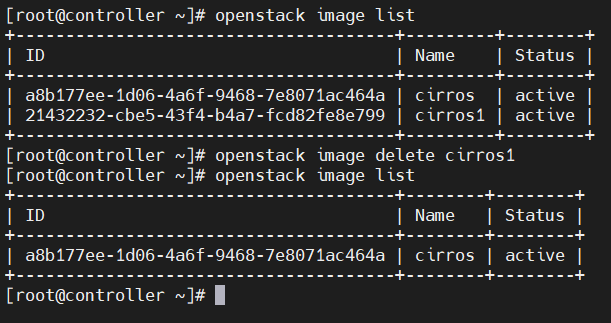 [root@controller ~]# openstack image list
+--------------------------------------+---------+--------+
| ID                                   | Name    | Status |
+--------------------------------------+---------+--------+
| a8b177ee-1d06-4a6f-9468-7e8071ac464a | cirros  | active |
| 21432232-cbe5-43f4-b4a7-fcd82fe8e799 | cirros1 | active |
+--------------------------------------+---------+--------+
[root@controller ~]# openstack image delete cirros1
[root@controller ~]# openstack image list
+--------------------------------------+--------+--------+
| ID                                   | Name   | Status |
+--------------------------------------+--------+--------+
| a8b177ee-1d06-4a6f-9468-7e8071ac464a | cirros | active |
+--------------------------------------+--------+--------+
[root@controller ~]#